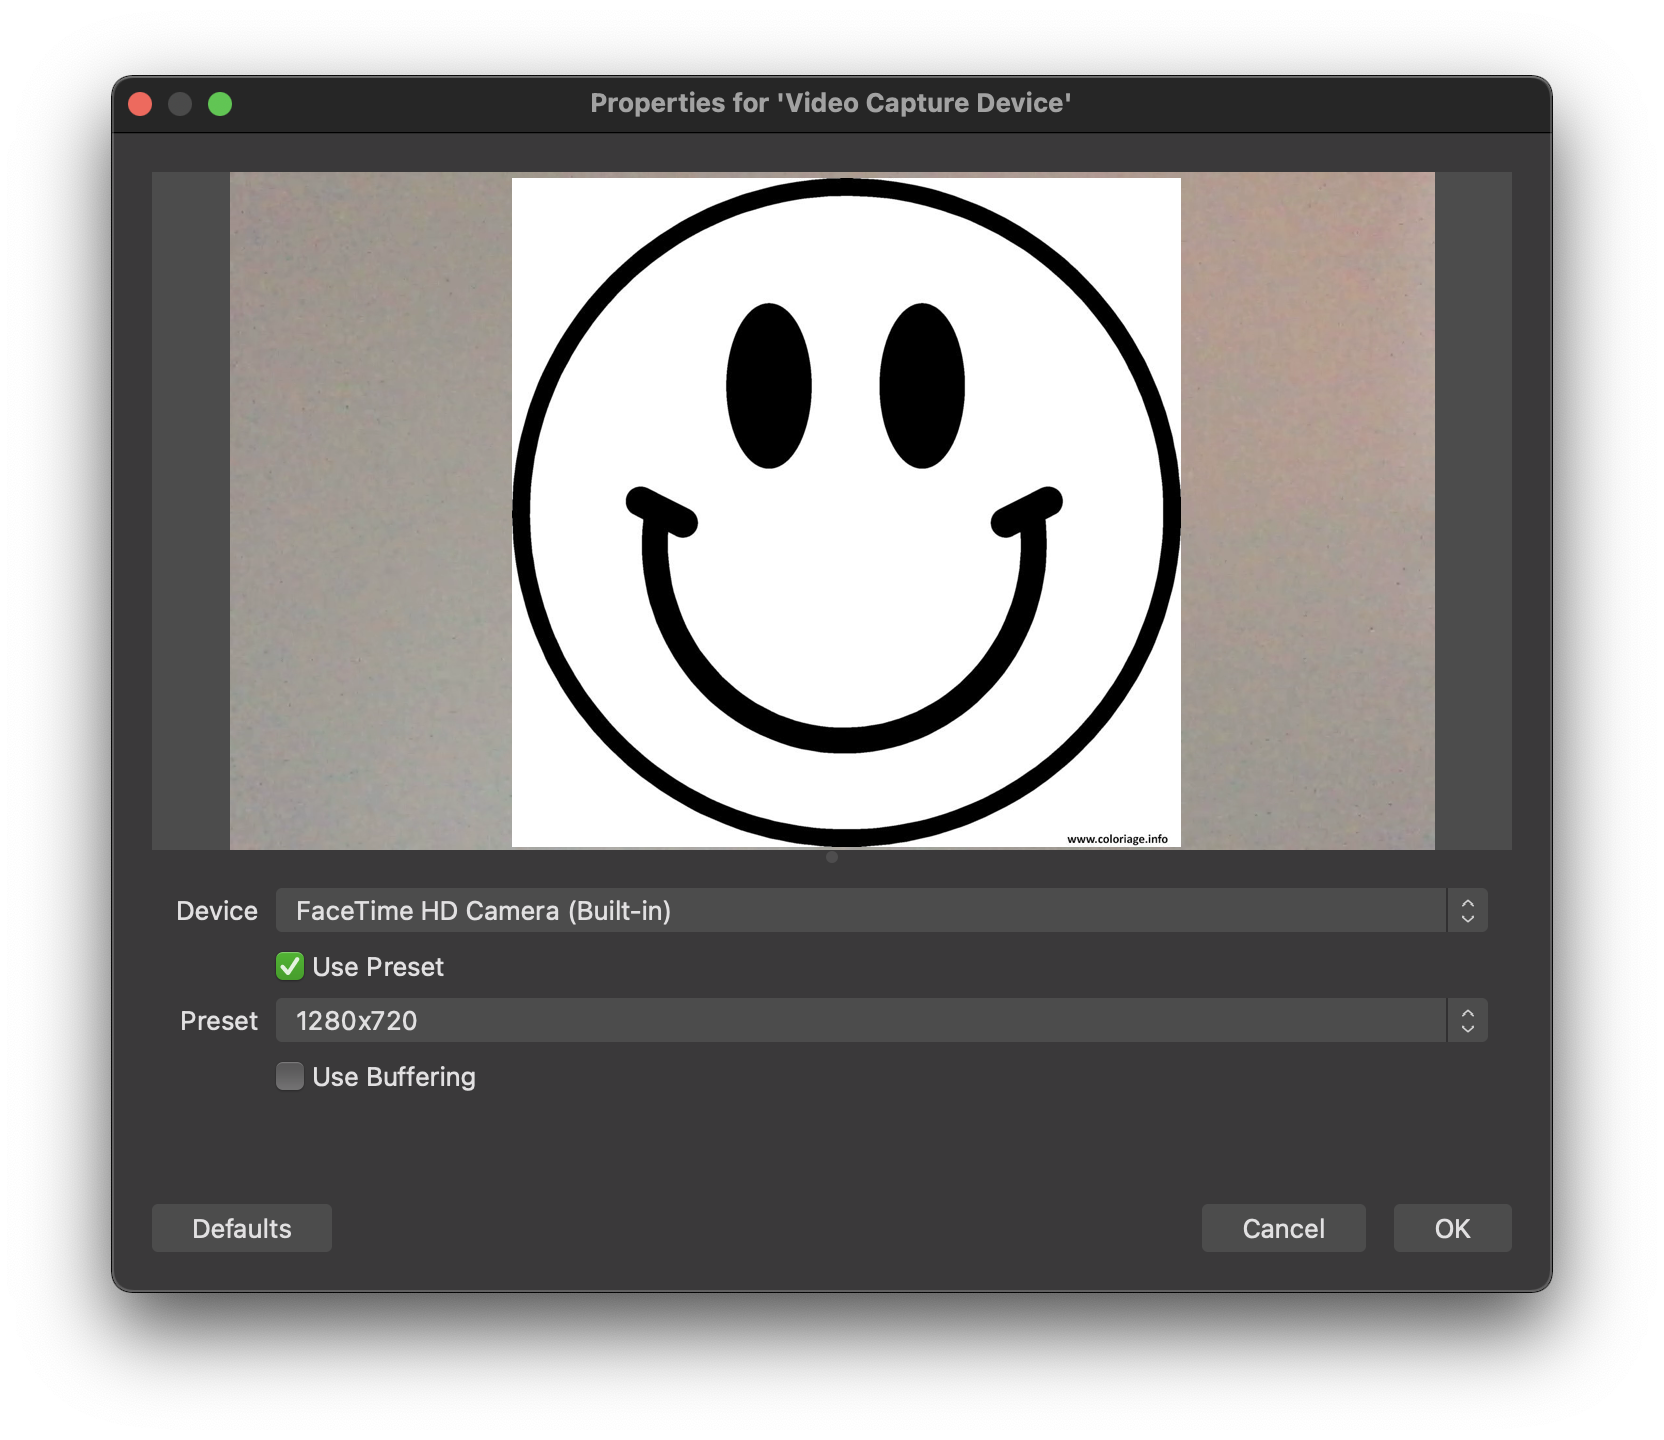 Properties for 'Video Capture Device'
www.coloriage.info
Device FaceTime HD Camera (Built-in)
Use Preset
Preset 1280x720
Use Buffering
Defaults Cancel OK